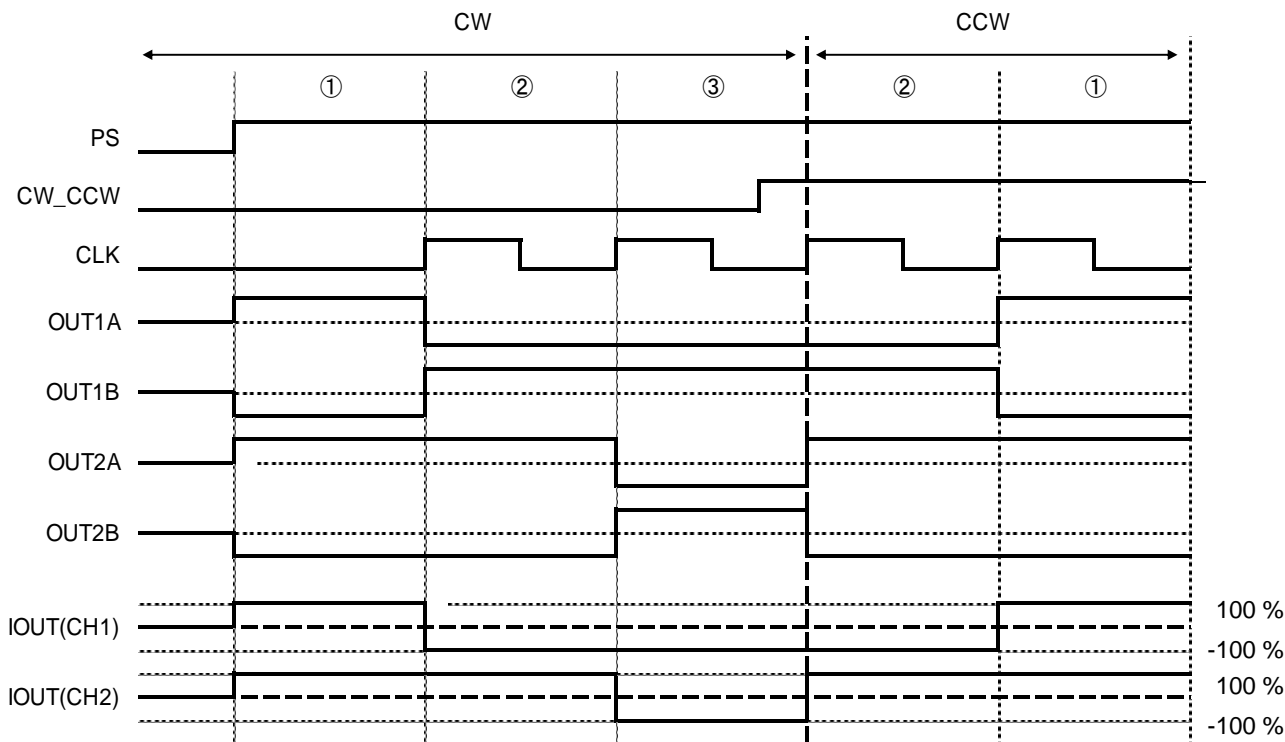 CW CCW
① ② ③ ② ①
PS
CW_CCW
CLK
OUT1A
OUT1B
OUT2A
OUT2B
IOUT(CH1)
100 %
-100 %
IOUT(CH2)
100 %
-100 %